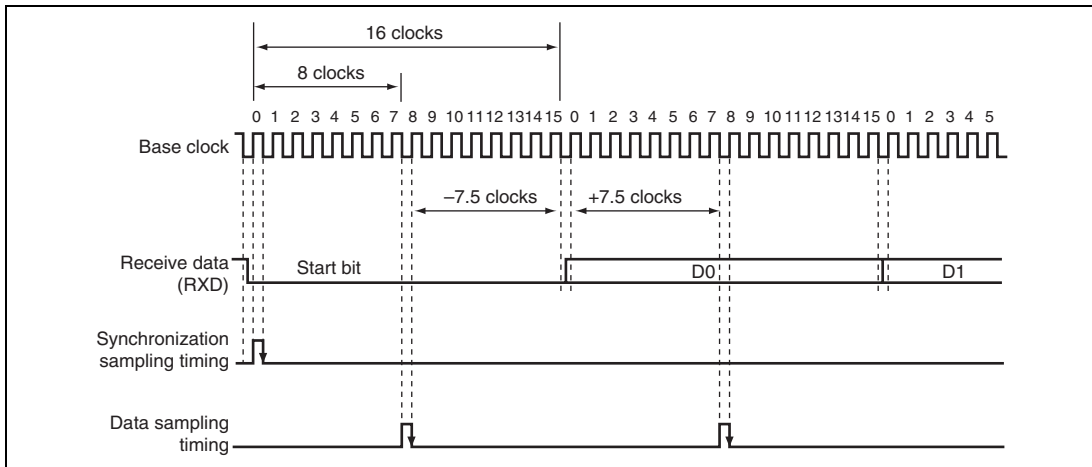 16 clocks
8 clocks
0 1 2 3 4 5 6 7 8 9 10 11 12 13 14 15 0 1 2 3 4 5 6 7 8 9 10 11 12 13 14 15 0 1 2 3 4 5
Base clock
–7.5 clocks +7.5 clocks
Receive data
(RXD)
Start bit D0 D1
Synchronization
sampling timing
Data sampling
timing